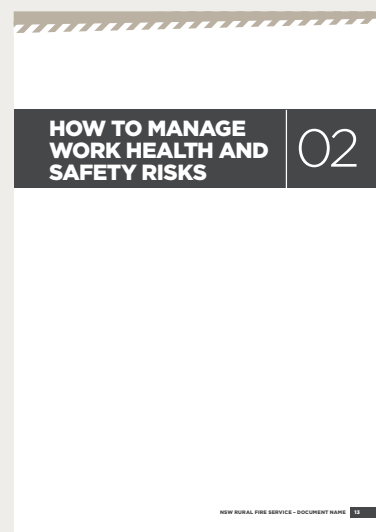 HOW TO MANAGE
WORK HEALTH AND
SAFETY RISKS
02
NSW RURAL FIRE SERVICE – DOCUMENT NAME 13